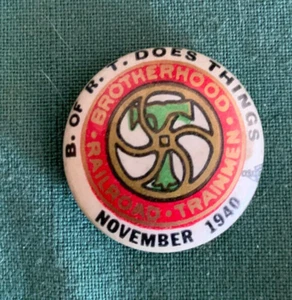 B. OF R. T. DOES THINGS
BROTHERHOOD
· RAILROAD · TRAINMEN ·
NOVEMBER 1940